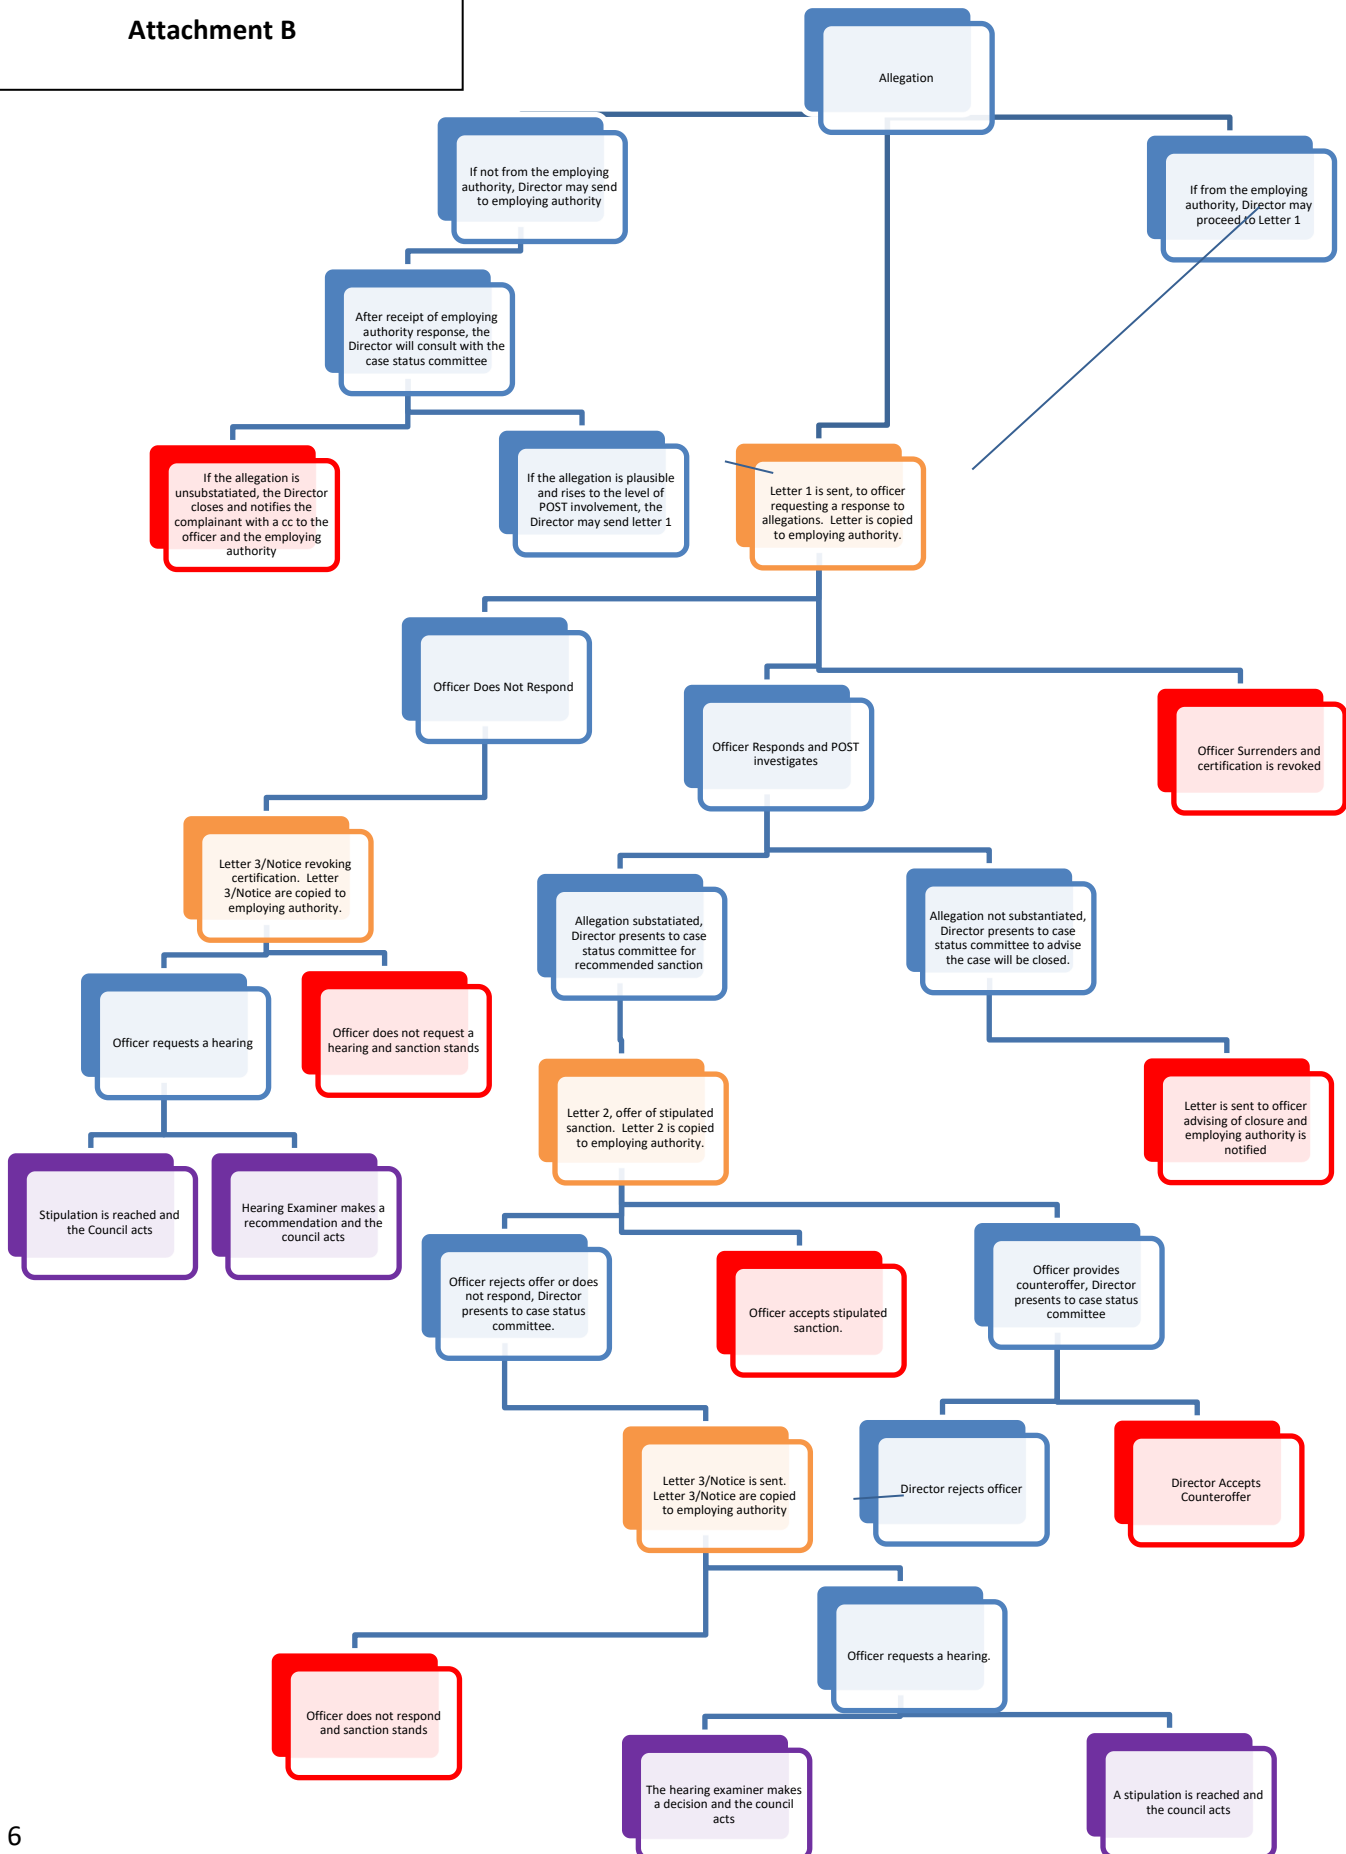 Attachment B
Allegation
If not from the employing
authority, Director may send
to employing authority
If from the employing
authority, Director may
proceed to Letter 1
After receipt of employing
authority response, the
Director will consult with the
case status committee
If the allegation is
unsubstatiated, the Director
closes and notifies the
complainant with a cc to the
officer and the employing
authority
If the allegation is plausible
and rises to the level of
POST involvement, the
Director may send letter 1
Letter 1 is sent, to officer
requesting a response to
allegations.  Letter is copied
to employing authority.
Officer Does Not Respond
Officer Responds and POST
investigates
Officer Surrenders and
certification is revoked
Letter 3/Notice revoking
certification.  Letter
3/Notice are copied to
employing authority.
Allegation substatiated,
Director presents to case
status committee for
recommended sanction
Allegation not substantiated,
Director presents to case
status committee to advise
the case will be closed.
Officer requests a hearing
Officer does not request a
hearing and sanction stands
Letter 2, offer of stipulated
sanction.  Letter 2 is copied
to employing authority.
Letter is sent to officer
advising of closure and
employing authority is
notified
Stipulation is reached and
the Council acts
Hearing Examiner makes a
recommendation and the
council acts
Officer rejects offer or does
not respond, Director
presents to case status
committee.
Officer accepts stipulated
sanction.
Officer provides
counteroffer, Director
presents to case status
committee
Letter 3/Notice is sent.
Letter 3/Notice are copied
to employing authority
Director rejects officer
Director Accepts
Counteroffer
Officer requests a hearing.
Officer does not respond
and sanction stands
The hearing examiner makes
a decision and the council
acts
A stipulation is reached and
the council acts
6